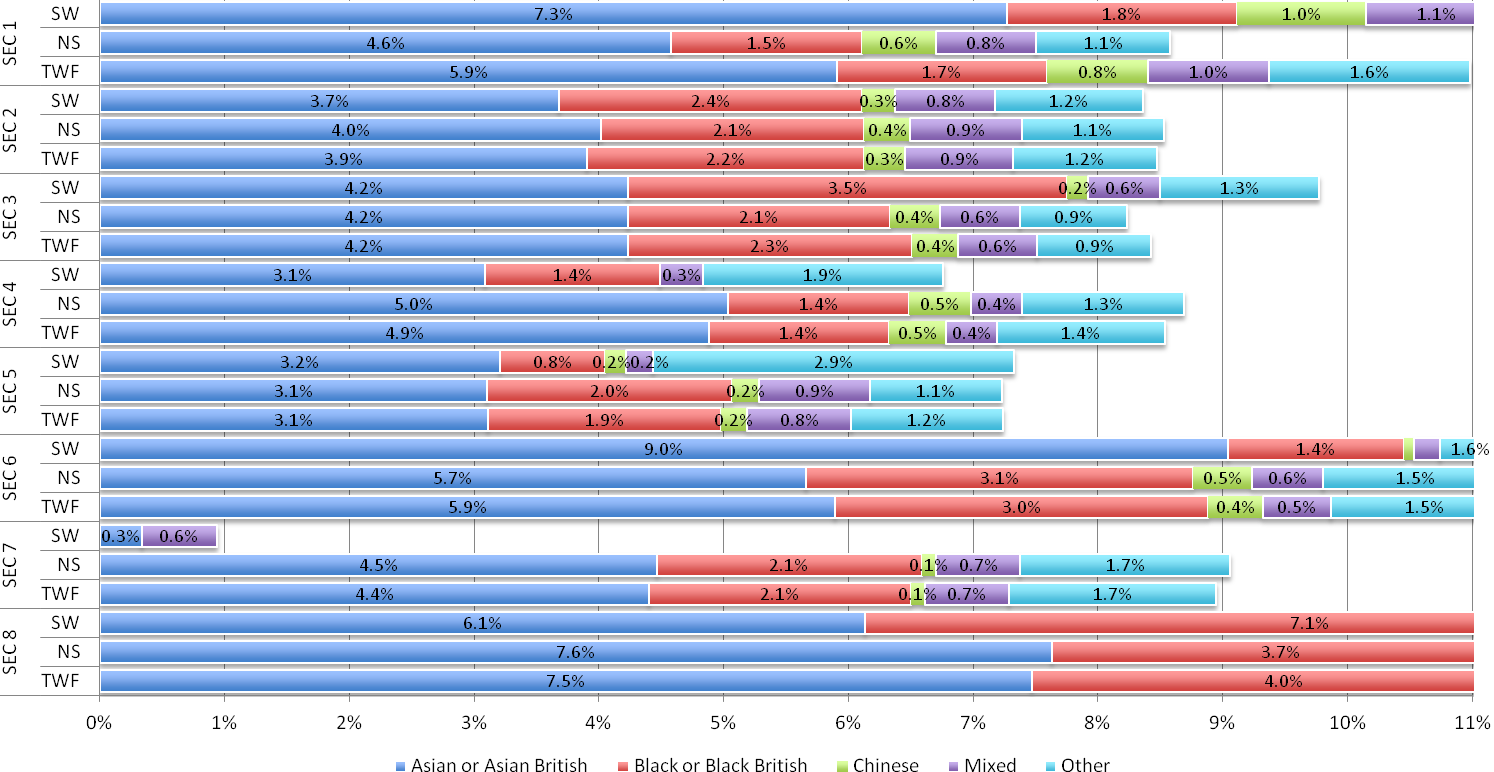 SEC 1
SW 7.3% 1.8% 1.0% 1.1%
NS 4.6% 1.5% 0.6% 0.8% 1.1%
TWF 5.9% 1.7% 0.8% 1.0% 1.6%
SEC 2
SW 3.7% 2.4% 0.3% 0.8% 1.2%
NS 4.0% 2.1% 0.4% 0.9% 1.1%
TWF 3.9% 2.2% 0.3% 0.9% 1.2%
SEC 3
SW 4.2% 3.5% 0.2% 0.6% 1.3%
NS 4.2% 2.1% 0.4% 0.6% 0.9%
TWF 4.2% 2.3% 0.4% 0.6% 0.9%
SEC 4
SW 3.1% 1.4% 0.3% 1.9%
NS 5.0% 1.4% 0.5% 0.4% 1.3%
TWF 4.9% 1.4% 0.5% 0.4% 1.4%
SEC 5
SW 3.2% 0.8% 0.2% 0.2% 2.9%
NS 3.1% 2.0% 0.2% 0.9% 1.1%
TWF 3.1% 1.9% 0.2% 0.8% 1.2%
SEC 6
SW 9.0% 1.4% 1.6%
NS 5.7% 3.1% 0.5% 0.6% 1.5%
TWF 5.9% 3.0% 0.4% 0.5% 1.5%
SEC 7
SW 0.3% 0.6%
NS 4.5% 2.1% 0.1% 0.7% 1.7%
TWF 4.4% 2.1% 0.1% 0.7% 1.7%
SEC 8
SW 6.1% 7.1%
NS 7.6% 3.7%
TWF 7.5% 4.0%
0% 1% 2% 3% 4% 5% 6% 7% 8% 9% 10% 11%
Asian or Asian British Black or Black British Chinese Mixed Other